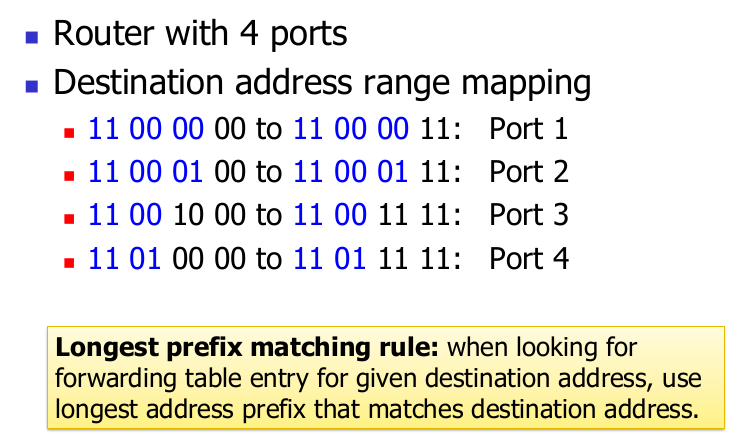 Router with 4 ports
Destination address range mapping
11 00 00 00 to 11 00 00 11: Port 1
11 00 01 00 to 11 00 01 11: Port 2
11 00 10 00 to 11 00 11 11: Port 3
11 01 00 00 to 11 01 11 11: Port 4
Longest prefix matching rule: when looking for
forwarding table entry for given destination address, use
longest address prefix that matches destination address.